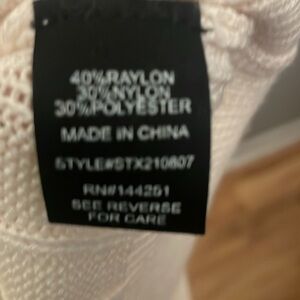 40%RAYLON
30%NYLON
30%POLYESTER
MADE IN CHINA
STYLE#STX210807
RN#144251
SEE REVERSE
FOR CARE